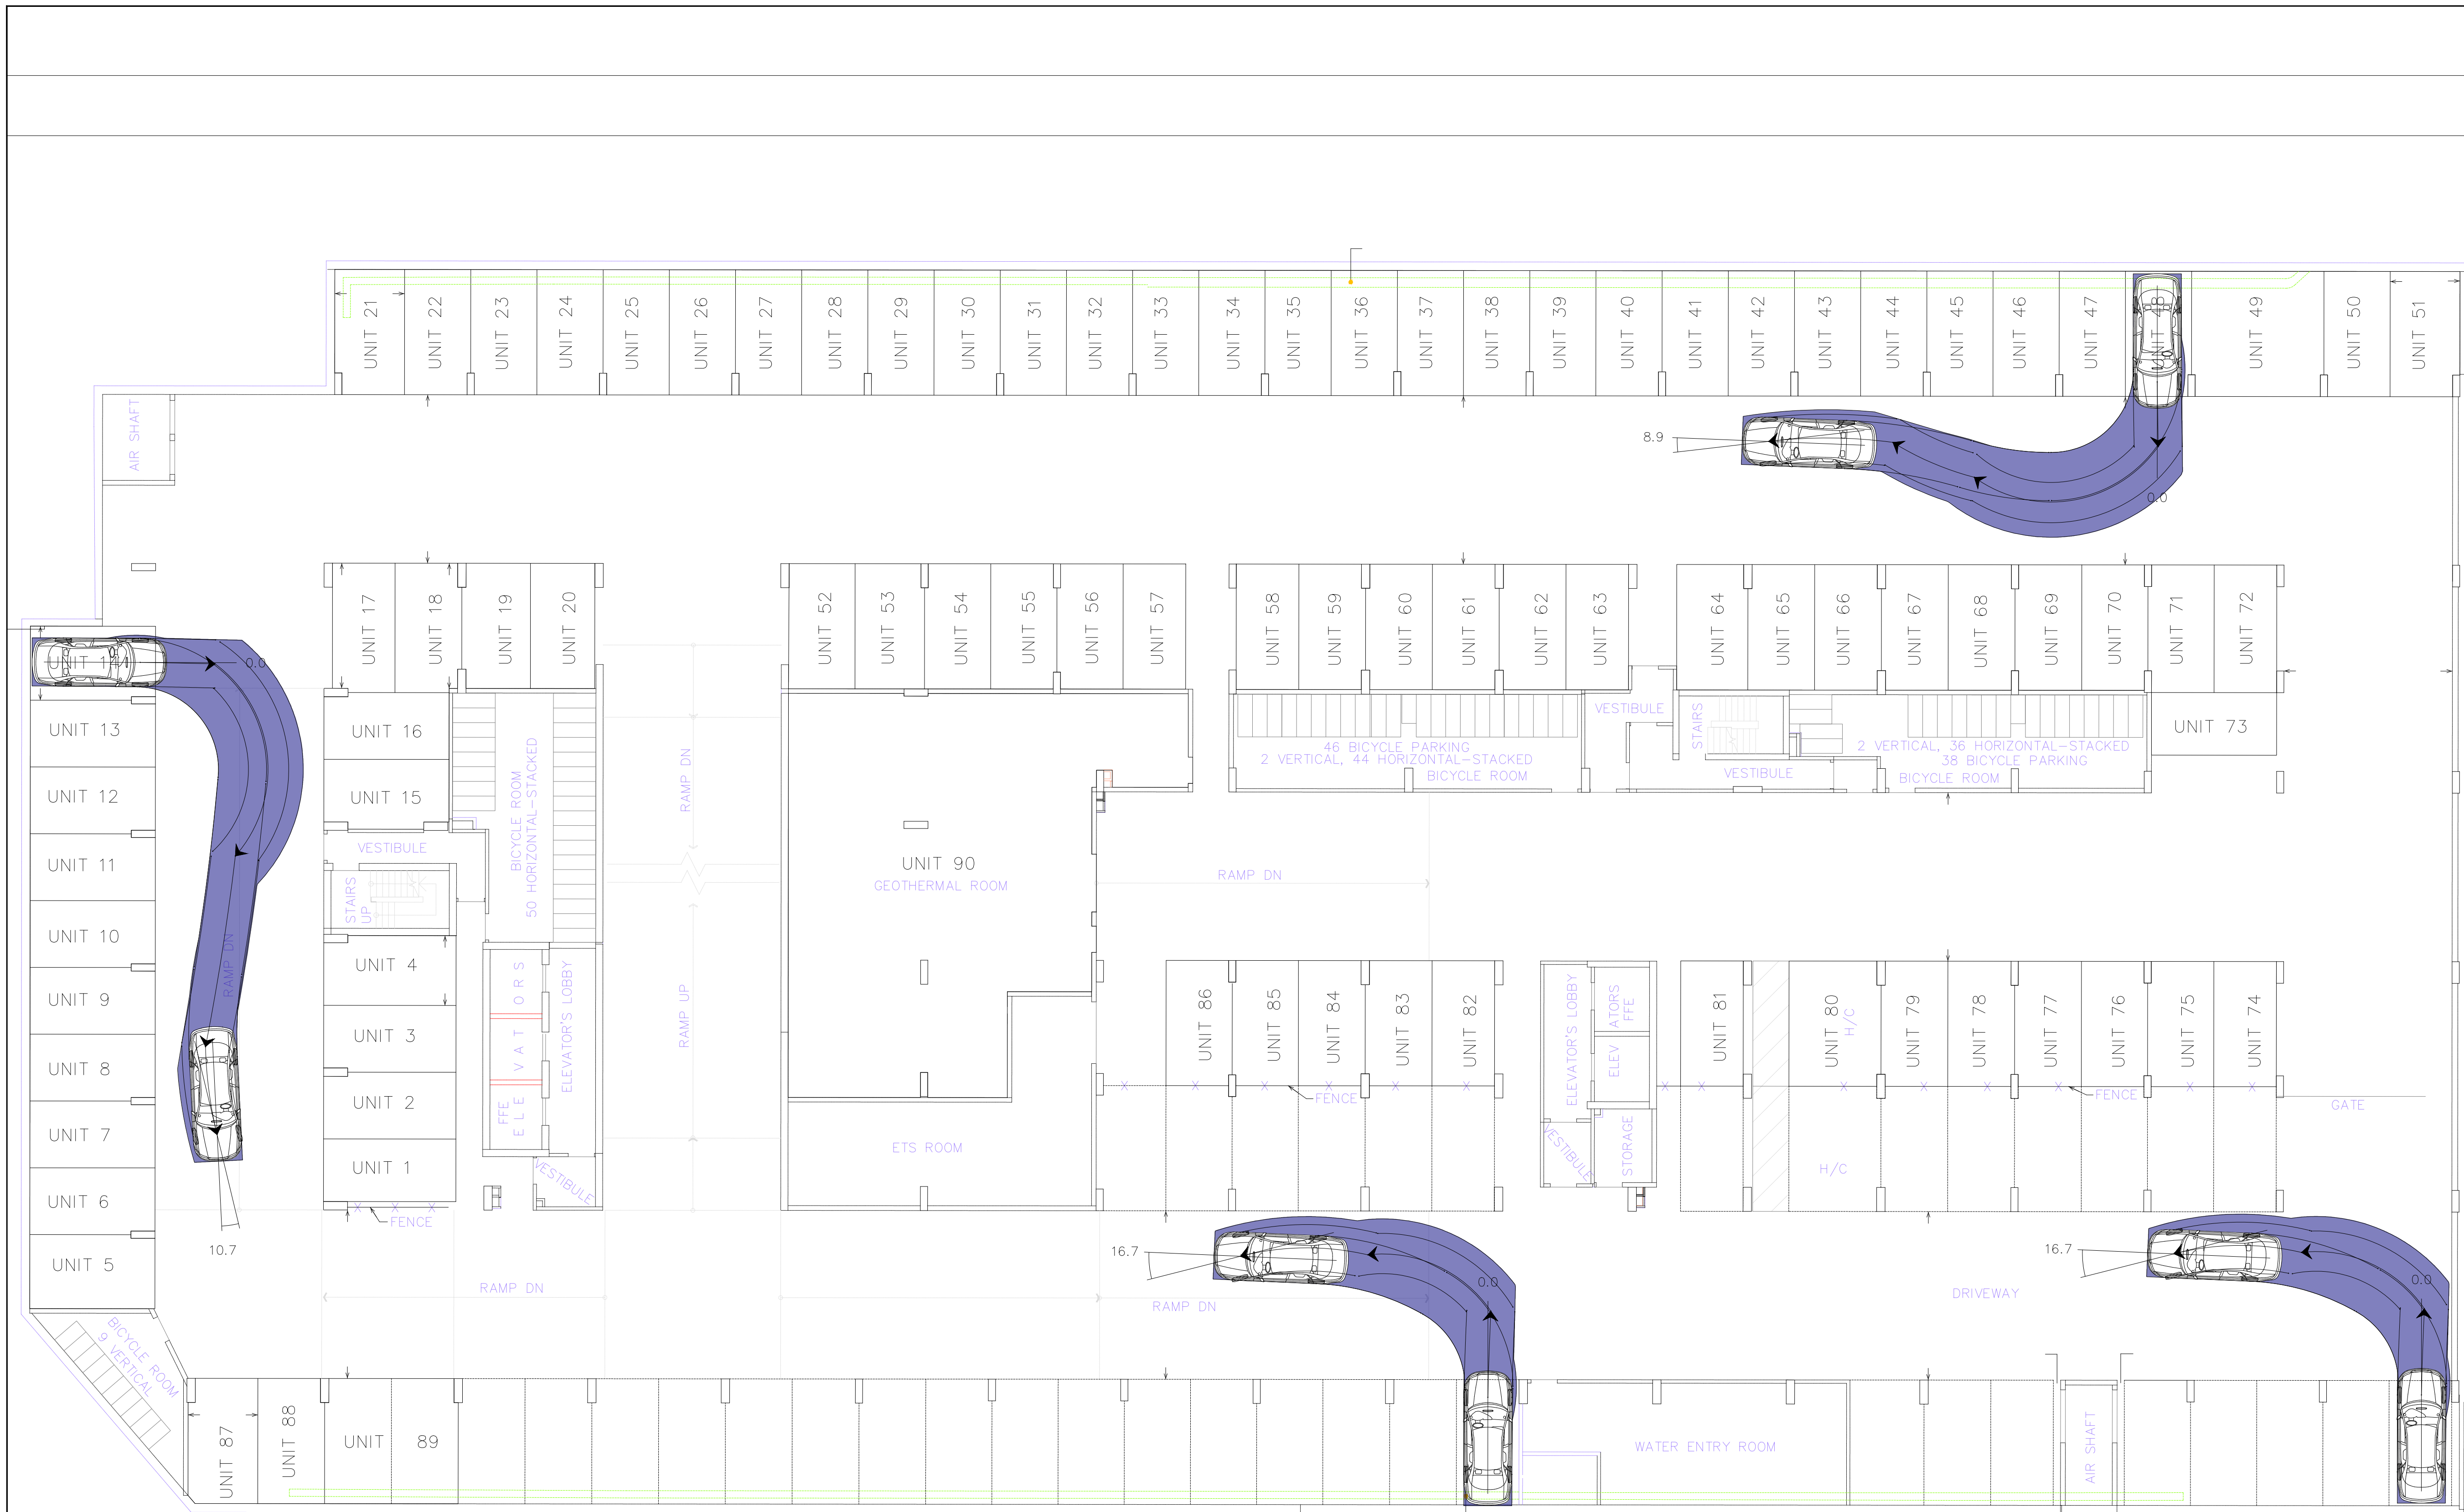 UNIT 21
UNIT 22
UNIT 23
UNIT 24
UNIT 25
UNIT 26
UNIT 27
UNIT 28
UNIT 29
UNIT 30
UNIT 31
UNIT 32
UNIT 33
UNIT 34
UNIT 35
UNIT 36
UNIT 37
UNIT 38
UNIT 39
UNIT 40
UNIT 41
UNIT 42
UNIT 43
UNIT 44
UNIT 45
UNIT 46
UNIT 47
UNIT 48
UNIT 49
UNIT 50
UNIT 51
AIR SHAFT
8.9
0.0
UNIT 17
UNIT 18
UNIT 19
UNIT 20
UNIT 52
UNIT 53
UNIT 54
UNIT 55
UNIT 56
UNIT 57
UNIT 58
UNIT 59
UNIT 60
UNIT 61
UNIT 62
UNIT 63
UNIT 64
UNIT 65
UNIT 66
UNIT 67
UNIT 68
UNIT 69
UNIT 70
UNIT 71
UNIT 72
UNIT 14
0.0
UNIT 13
UNIT 12
UNIT 11
UNIT 10
UNIT 9
UNIT 8
UNIT 7
UNIT 6
UNIT 5
RAMP DN
10.7
UNIT 16
UNIT 15
VESTIBULE
STAIRS
UP
UNIT 4
UNIT 3
UNIT 2
UNIT 1
FENCE
BICYCLE ROOM
50 HORIZONTAL-STACKED
FFE
E L E V A T O R S
ELEVATOR'S LOBBY
VESTIBULE
RAMP DN
RAMP UP
UNIT 90
GEOTHERMAL ROOM
ETS ROOM
46 BICYCLE PARKING
2 VERTICAL, 44 HORIZONTAL-STACKED
BICYCLE ROOM
VESTIBULE
STAIRS
VESTIBULE
2 VERTICAL, 36 HORIZONTAL-STACKED
38 BICYCLE PARKING
BICYCLE ROOM
UNIT 73
RAMP DN
UNIT 86
UNIT 85
UNIT 84
UNIT 83
UNIT 82
FENCE
ELEVATOR'S LOBBY
ELEV ATORS
FFE
VESTIBULE
STORAGE
UNIT 81
UNIT 80
H/C
UNIT 79
UNIT 78
UNIT 77
UNIT 76
UNIT 75
UNIT 74
FENCE
GATE
H/C
RAMP DN
16.7
0.0
RAMP DN
DRIVEWAY
16.7
0.0
BICYCLE ROOM
9 VERTICAL
UNIT 87
UNIT 88
UNIT 89
WATER ENTRY ROOM
AIR SHAFT